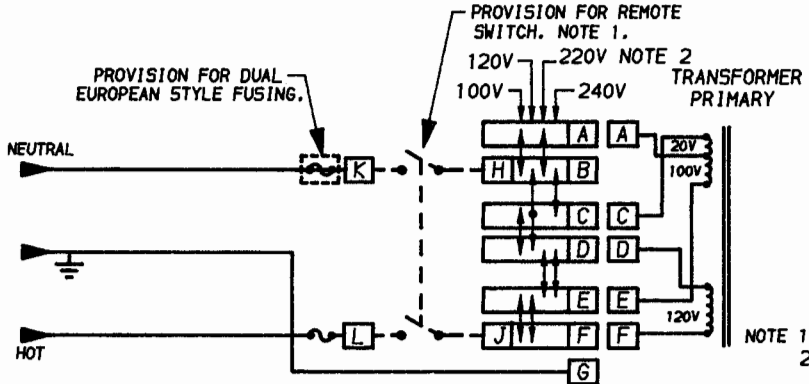 PROVISION FOR REMOTE
SWITCH. NOTE 1.
PROVISION FOR DUAL
EUROPEAN STYLE FUSING.
120V
220V NOTE 2
100V
240V
TRANSFORMER
PRIMARY
NEUTRAL
K
H
B
A
A
20V
100V
C
C
D
D
E
E
120V
HOT
L
J
F
F
G
NOTE 1
2